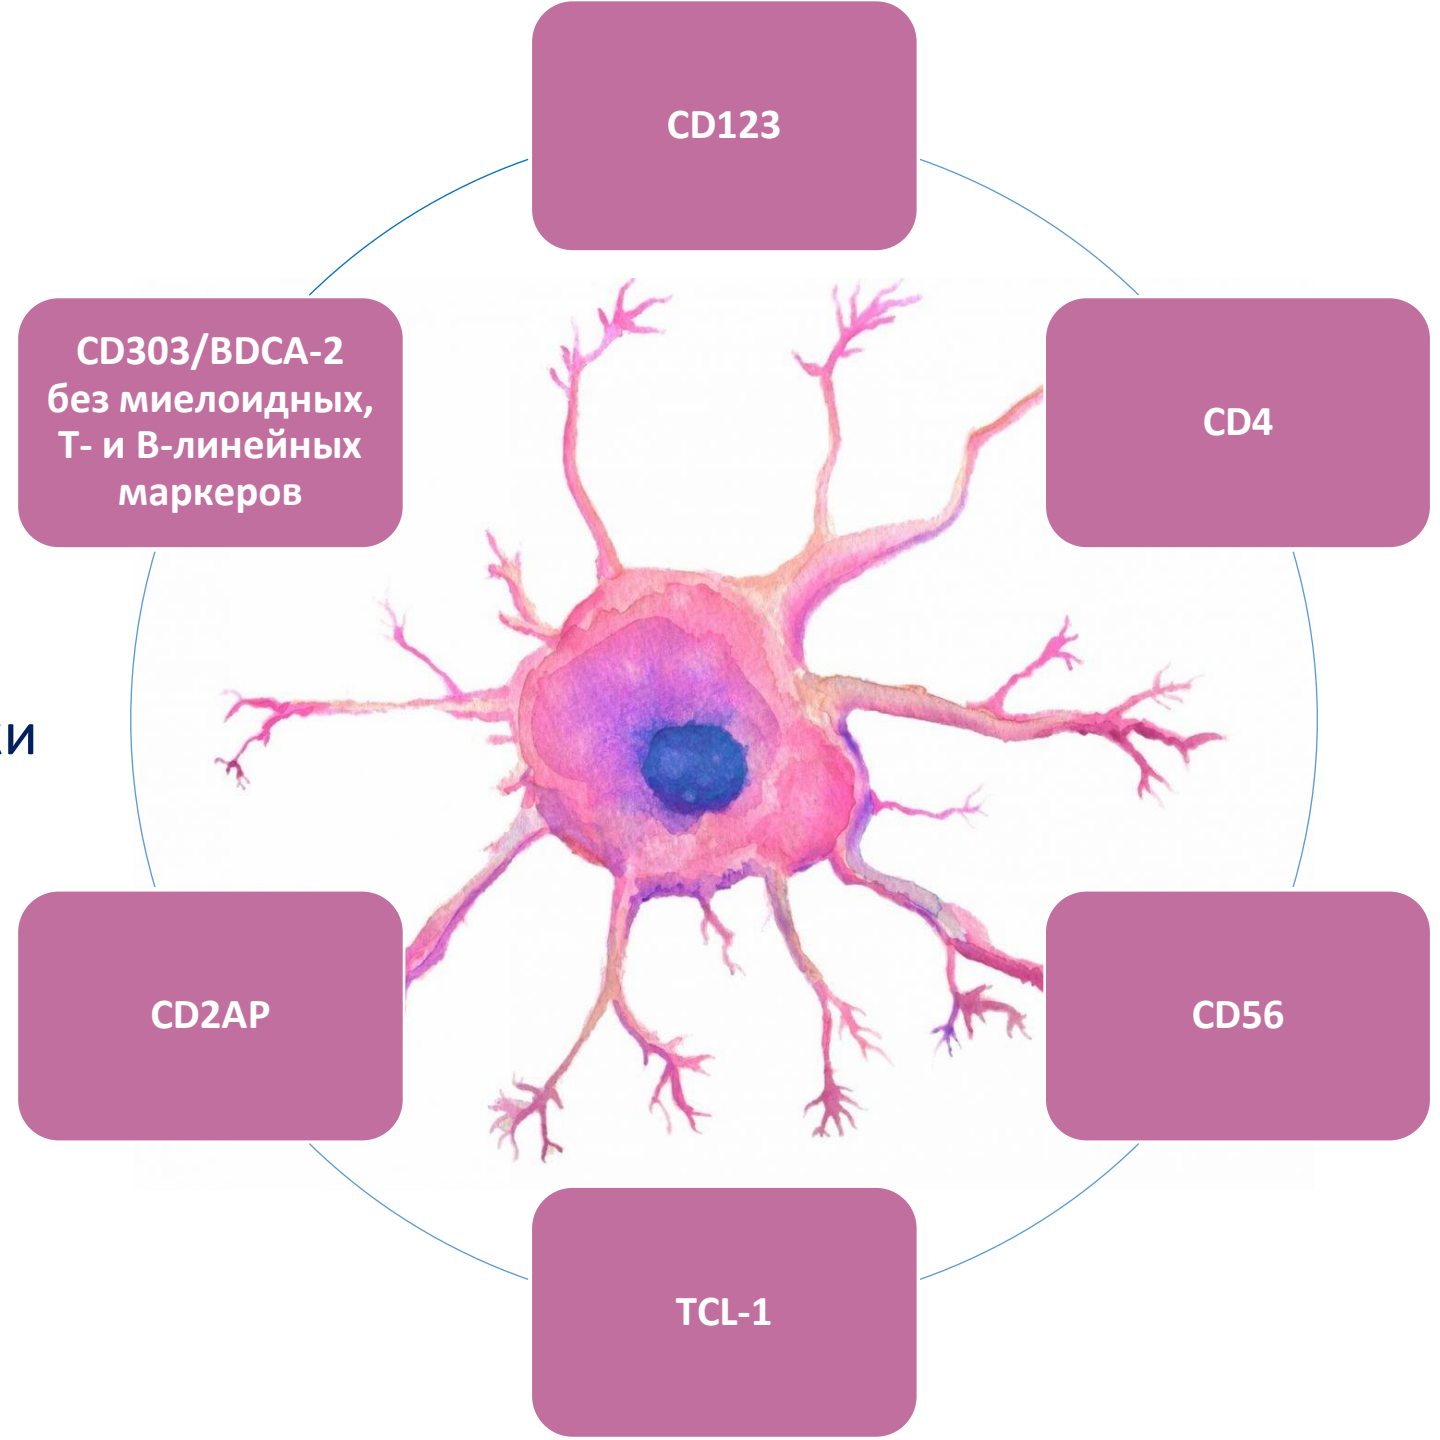 CD123
CD303/BDCA-2
без миелоидных,
Т- и В-линейных
маркеров
CD4
CD2AP
CD56
TCL-1